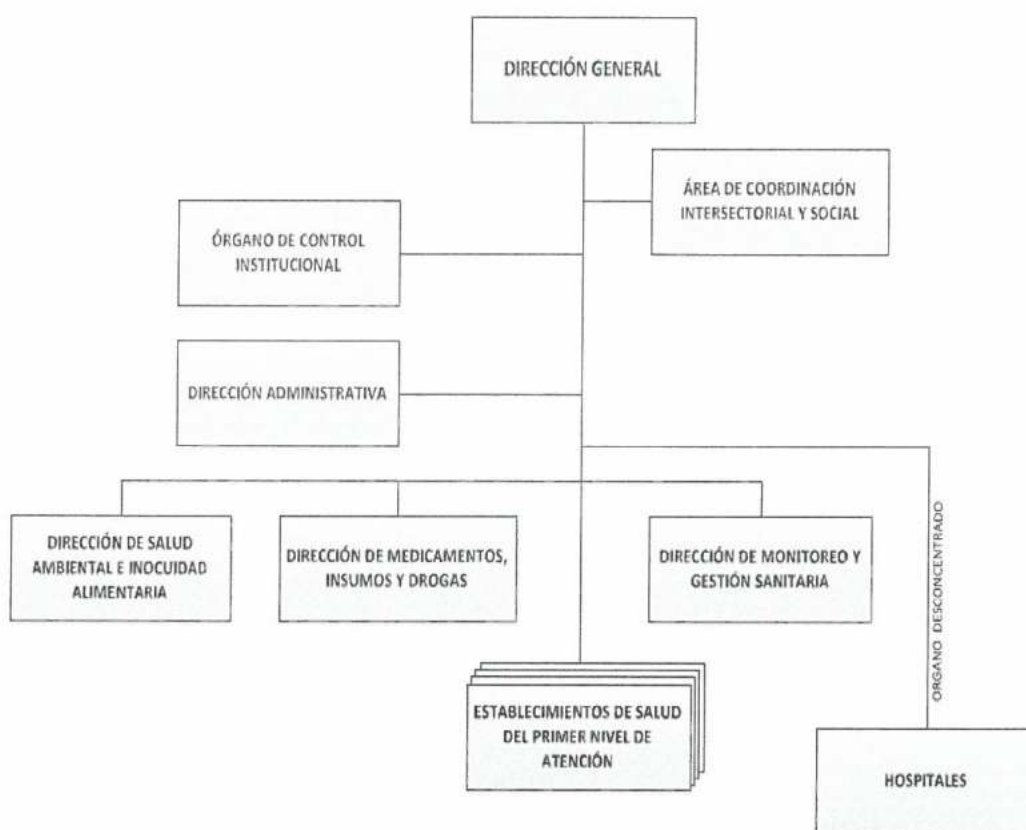 DIRECCIÓN GENERAL
ÁREA DE COORDINACIÓN
INTERSECTORIAL Y SOCIAL
ÓRGANO DE CONTROL
INSTITUCIONAL
DIRECCIÓN ADMINISTRATIVA
DIRECCIÓN DE SALUD
AMBIENTAL E INOCUIDAD
ALIMENTARIA
DIRECCIÓN DE MEDICAMENTOS,
INSUMOS Y DROGAS
DIRECCIÓN DE MONITOREO Y
GESTIÓN SANITARIA
ORGANO DESCONCENTRADO
ESTABLECIMIENTOS DE SALUD
DEL PRIMER NIVEL DE
ATENCIÓN
HOSPITALES